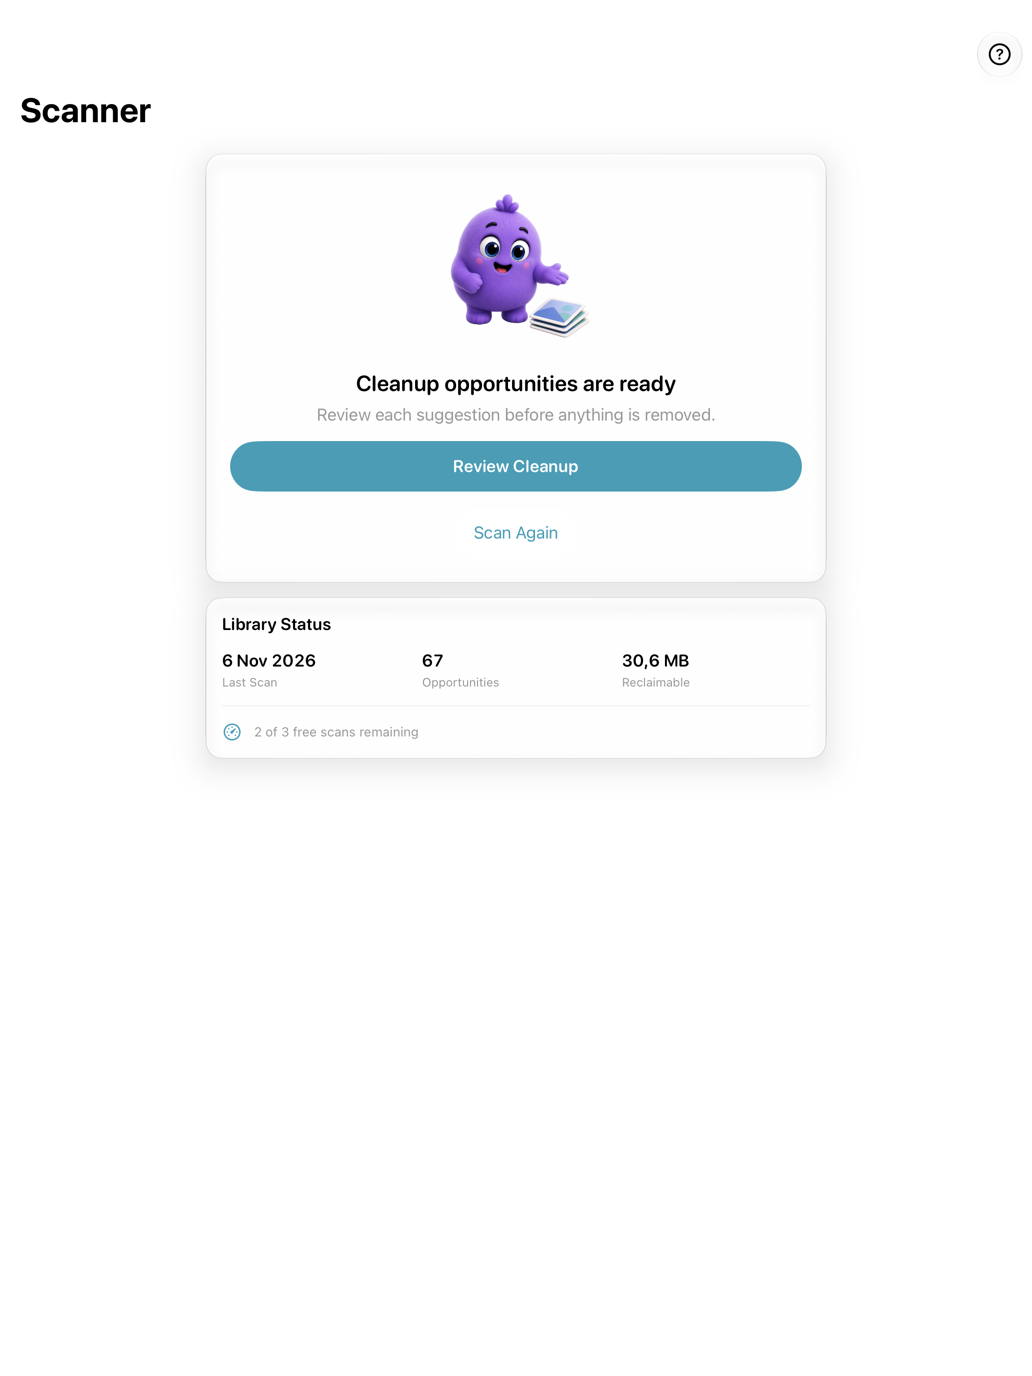 Scanner
Cleanup opportunities are ready
Review each suggestion before anything is removed.
Review Cleanup
Scan Again
Library Status
6 Nov 2026
Last Scan
67
Opportunities
30,6 MB
Reclaimable
2 of 3 free scans remaining